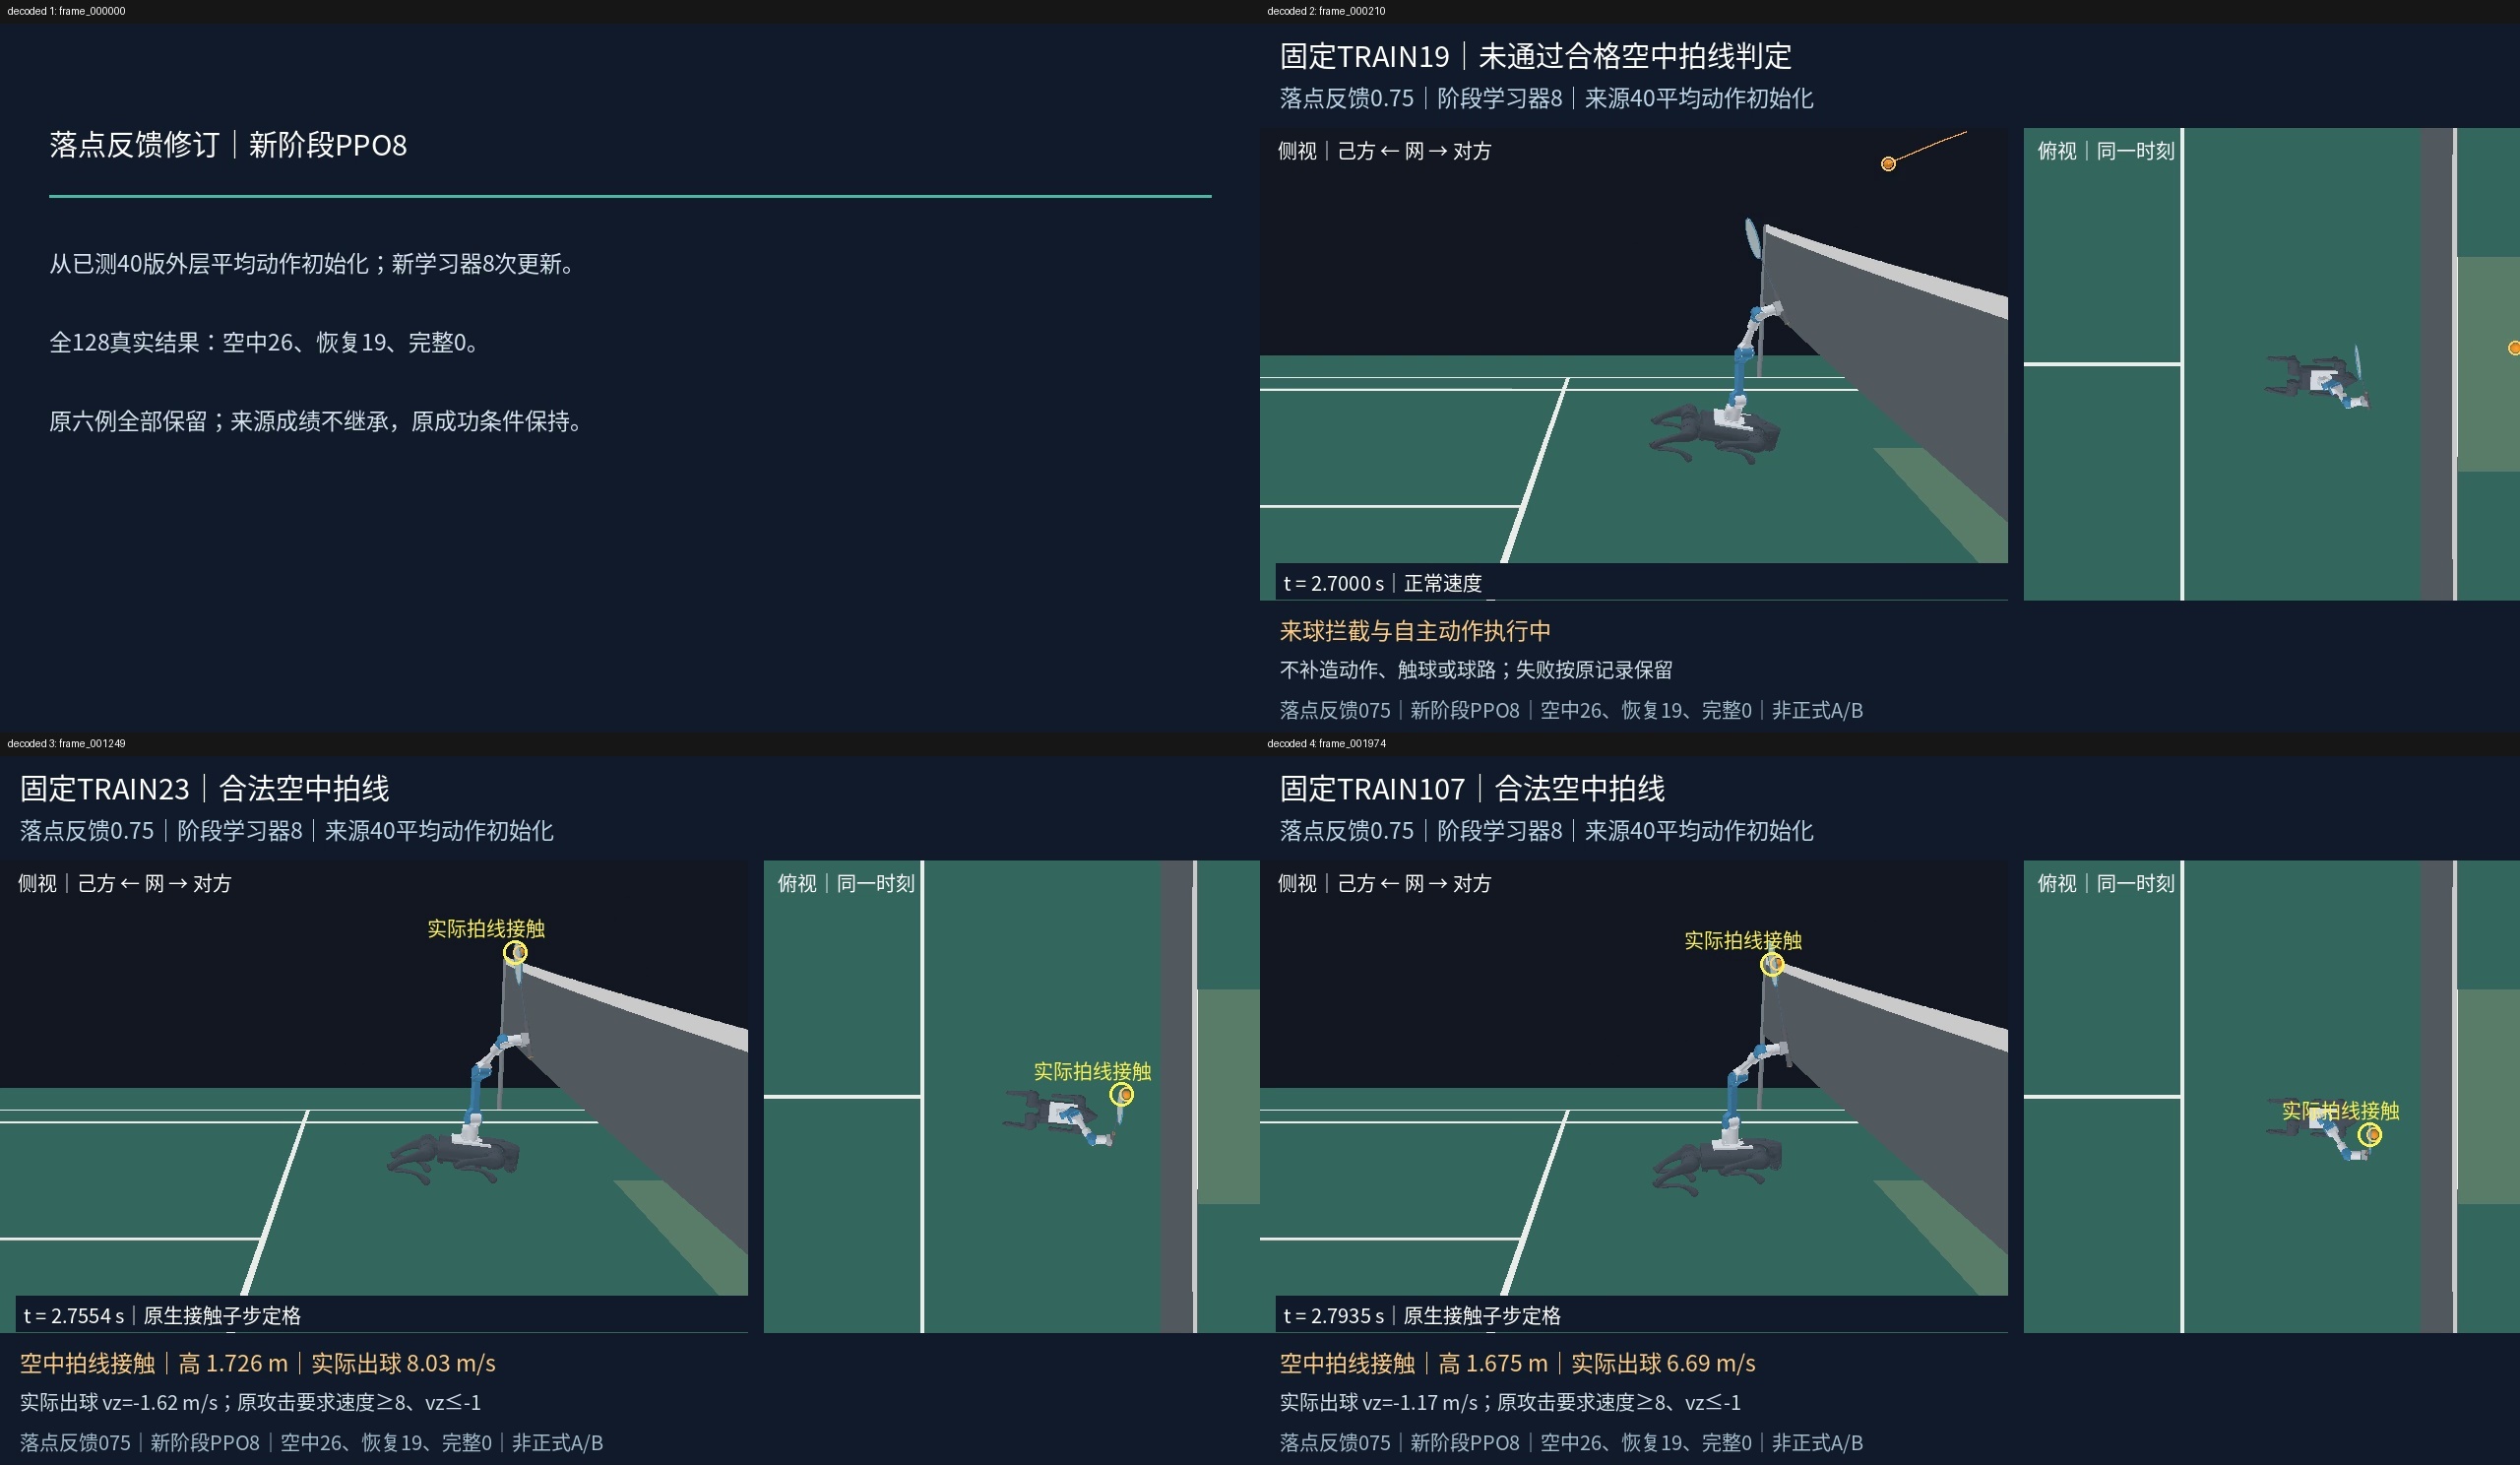 decoded 1: frame_000000
落点反馈修订｜新阶段PPO8
从已测40版外层平均动作初始化；新学习器8次更新。
全128真实结果：空中26、恢复19、完整0。
原六例全部保留；来源成绩不继承，原成功条件保持。
decoded 2: frame_000210
固定TRAIN19｜未通过合格空中拍线判定
落点反馈0.75｜阶段学习器8｜来源40平均动作初始化
侧视｜己方 ← 网 → 对方
俯视｜同一时刻
t = 2.7000 s｜正常速度
来球拦截与自主动作执行中
不补造动作、触球或球路；失败按原记录保留
落点反馈075｜新阶段PPO8｜空中26、恢复19、完整0｜非正式A/B
decoded 3: frame_001249
固定TRAIN23｜合法空中拍线
落点反馈0.75｜阶段学习器8｜来源40平均动作初始化
侧视｜己方 ← 网 → 对方
俯视｜同一时刻
实际拍线接触
实际拍线接触
t = 2.7554 s｜原生接触子步定格
空中拍线接触｜高 1.726 m｜实际出球 8.03 m/s
实际出球 vz=-1.62 m/s；原攻击要求速度≥8、vz≤-1
落点反馈075｜新阶段PPO8｜空中26、恢复19、完整0｜非正式A/B
decoded 4: frame_001974
固定TRAIN107｜合法空中拍线
落点反馈0.75｜阶段学习器8｜来源40平均动作初始化
侧视｜己方 ← 网 → 对方
俯视｜同一时刻
实际拍线接触
实际拍线接触
t = 2.7935 s｜原生接触子步定格
空中拍线接触｜高 1.675 m｜实际出球 6.69 m/s
实际出球 vz=-1.17 m/s；原攻击要求速度≥8、vz≤-1
落点反馈075｜新阶段PPO8｜空中26、恢复19、完整0｜非正式A/B